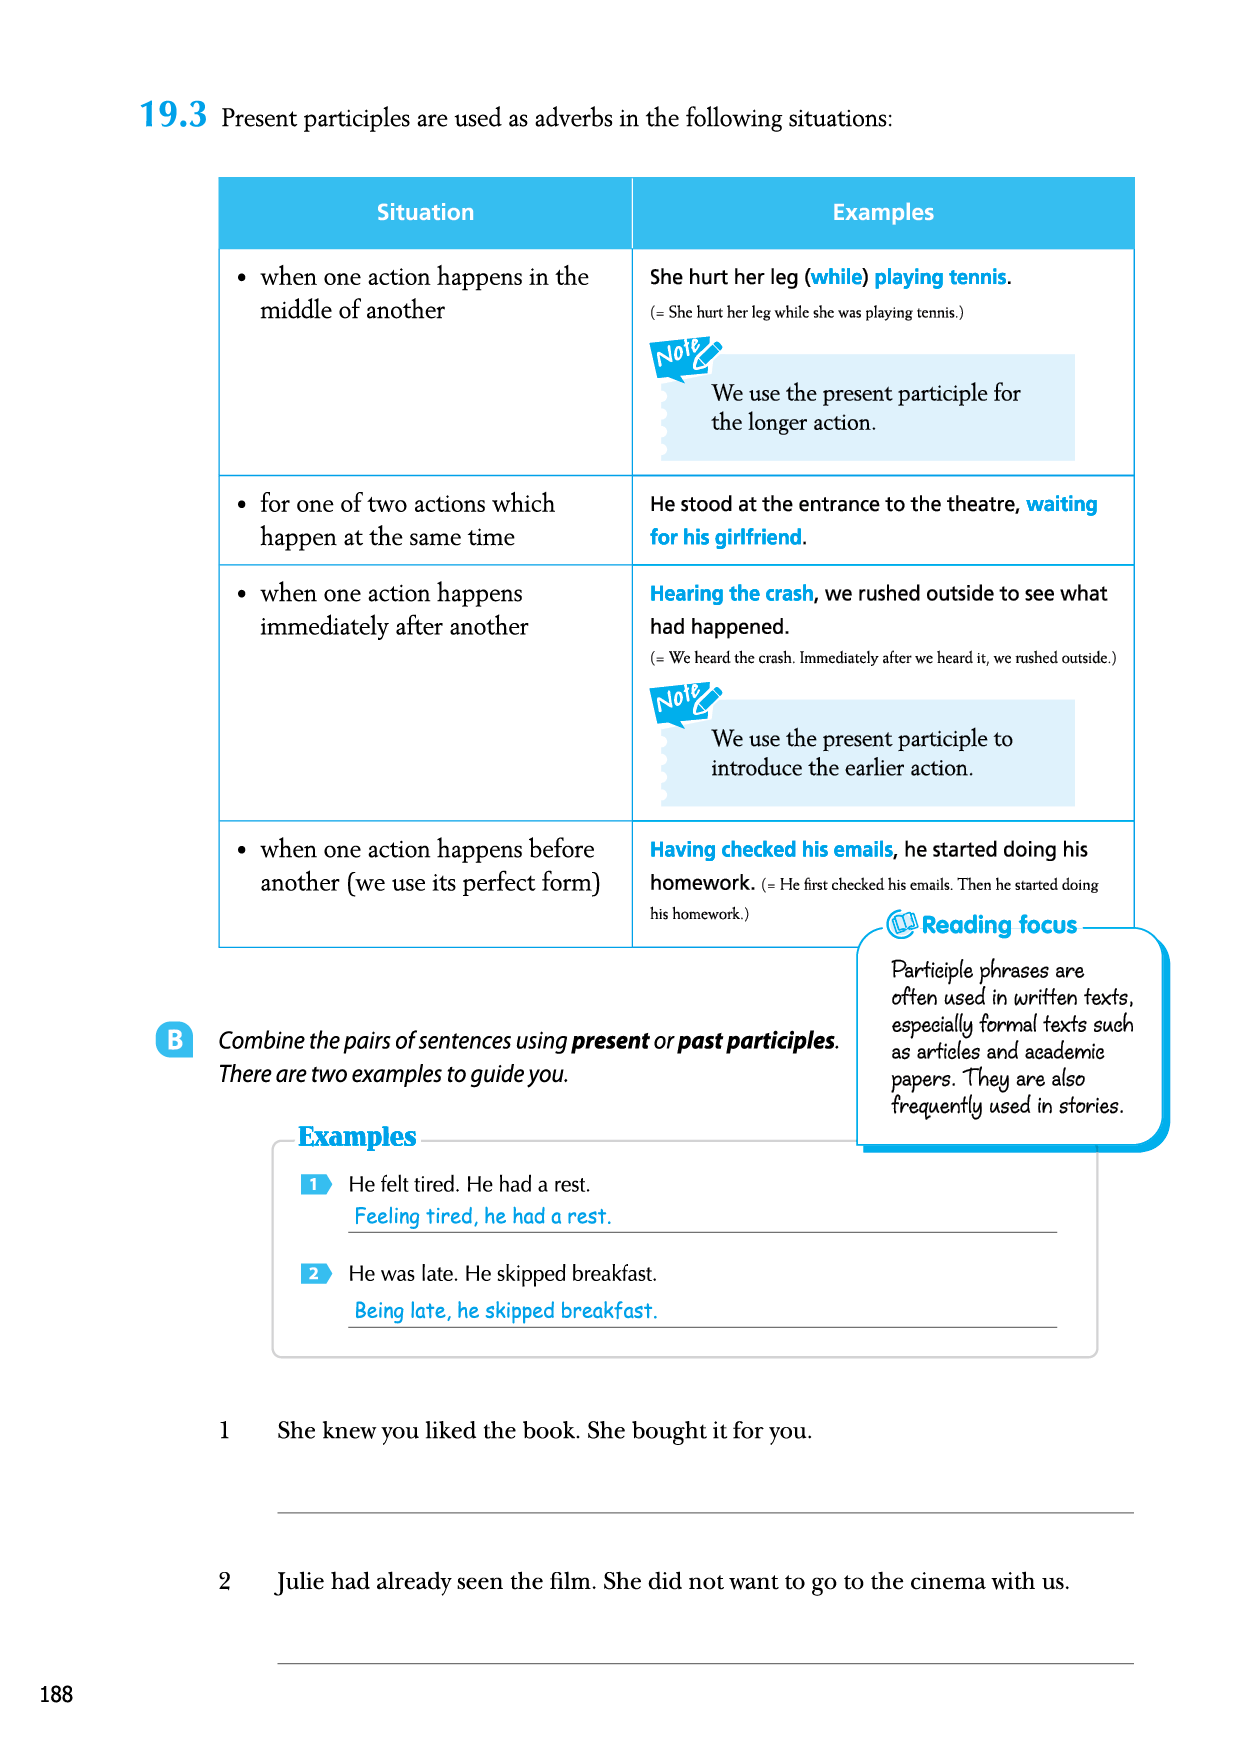 19.3 Present participles are used as adverbs in the following situations:
Situation
Examples
• when one action happens in the
middle of another
She hurt her leg (while) playing tennis.
(= She hurt her leg while she was playing tennis.)
Note
We use the present participle for
the longer action.
• for one of two actions which
happen at the same time
He stood at the entrance to the theatre, waiting
for his girlfriend.
• when one action happens
immediately after another
Hearing the crash, we rushed outside to see what
had happened.
(= We heard the crash. Immediately after we heard it, we rushed outside.)
Note
We use the present participle to
introduce the earlier action.
• when one action happens before
another (we use its perfect form)
Having checked his emails, he started doing his
homework. (= He first checked his emails. Then he started doing
his homework.)
Reading focus
Participle phrases are
often used in written texts,
especially formal texts such
as articles and academic
papers. They are also
frequently used in stories.
B Combine the pairs of sentences using present or past participles.
There are two examples to guide you.
Examples
1 He felt tired. He had a rest.
Feeling tired, he had a rest.
2 He was late. He skipped breakfast.
Being late, he skipped breakfast.
1 She knew you liked the book. She bought it for you.
2 Julie had already seen the film. She did not want to go to the cinema with us.
188